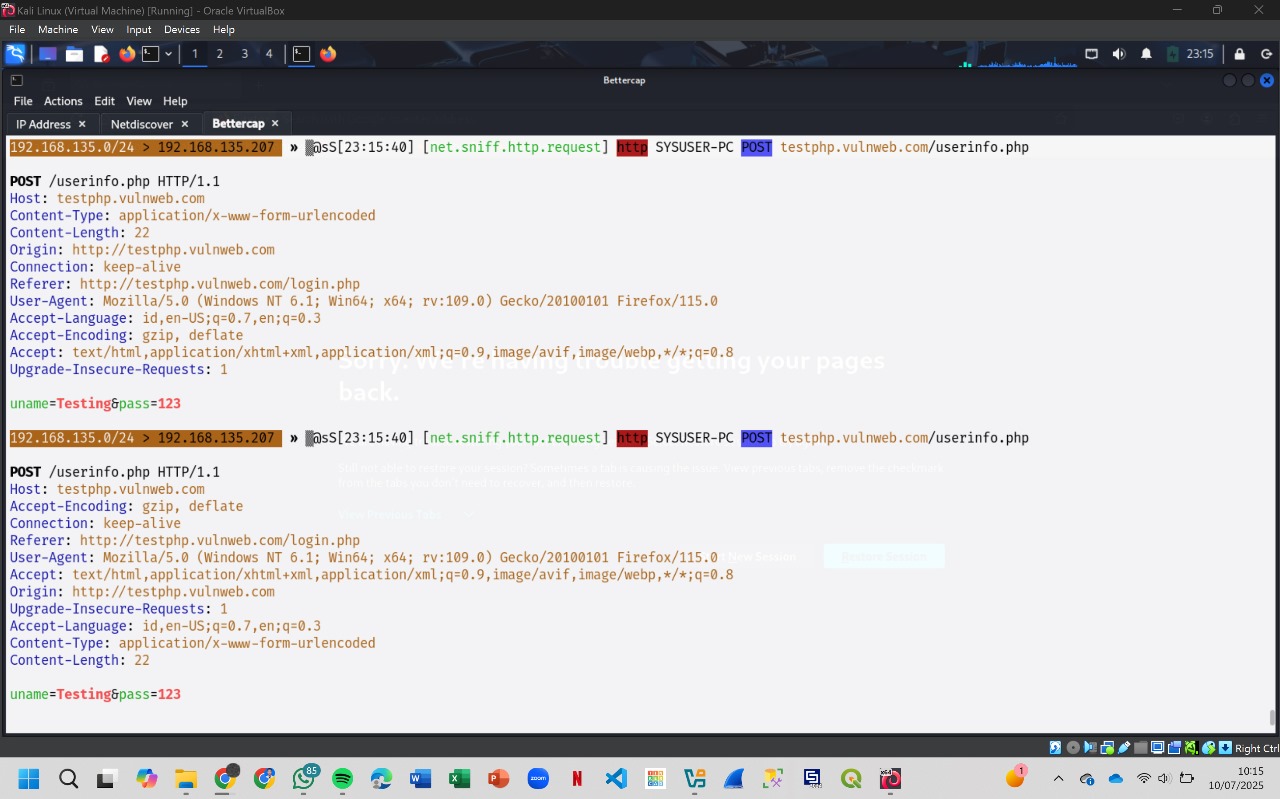 Kali Linux (Virtual Machine) [Running] - Oracle VirtualBox
File Machine View Input Devices Help
1 2 3 4 23:15
Bettercap
File Actions Edit View Help
IP Address Netdiscover Bettercap
192.168.135.0/24 > 192.168.135.207 » ▒@sS[23:15:40] [net.sniff.http.request] http SYSUSER-PC POST testphp.vulnweb.com/userinfo.php
POST /userinfo.php HTTP/1.1
Host: testphp.vulnweb.com
Content-Type: application/x-www-form-urlencoded
Content-Length: 22
Origin: http://testphp.vulnweb.com
Connection: keep-alive
Referer: http://testphp.vulnweb.com/login.php
User-Agent: Mozilla/5.0 (Windows NT 6.1; Win64; x64; rv:109.0) Gecko/20100101 Firefox/115.0
Accept-Language: id,en-US;q=0.7,en;q=0.3
Accept-Encoding: gzip, deflate
Accept: text/html,application/xhtml+xml,application/xml;q=0.9,image/avif,image/webp,*/*;q=0.8
Sorry. We're having trouble getting your pages
Upgrade-Insecure-Requests: 1
back.
uname=Testing&pass=123
192.168.135.0/24 > 192.168.135.207 » ▒@sS[23:15:40] [net.sniff.http.request] http SYSUSER-PC POST testphp.vulnweb.com/userinfo.php
POST /userinfo.php HTTP/1.1
Still not able to restore your session? Sometimes a tab is causing the issue. View previous tabs, remove the checkmark
Host: testphp.vulnweb.com
from the tabs you don't need to recover, and then restore.
Accept-Encoding: gzip, deflate
View Previous Tabs
Connection: keep-alive
Referer: http://testphp.vulnweb.com/login.php
User-Agent: Mozilla/5.0 (Windows NT 6.1; Win64; x64; rv:109.0) Gecko/20100101 Firefox/115.0
New Session Restore Session
Accept: text/html,application/xhtml+xml,application/xml;q=0.9,image/avif,image/webp,*/*;q=0.8
Origin: http://testphp.vulnweb.com
Upgrade-Insecure-Requests: 1
Accept-Language: id,en-US;q=0.7,en;q=0.3
Content-Type: application/x-www-form-urlencoded
Content-Length: 22
uname=Testing&pass=123
Right Ctrl
85
zoom
1
10:15
10/07/2025